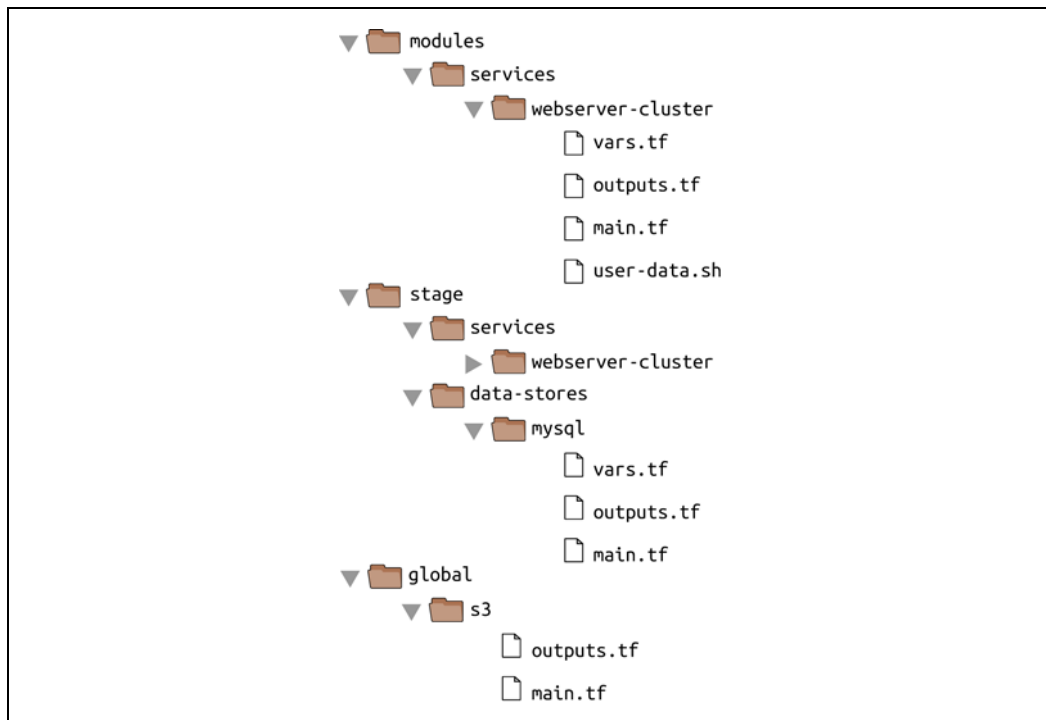 modules
services
webserver-cluster
vars.tf
outputs.tf
main.tf
user-data.sh
stage
services
webserver-cluster
data-stores
mysql
vars.tf
outputs.tf
main.tf
global
s3
outputs.tf
main.tf